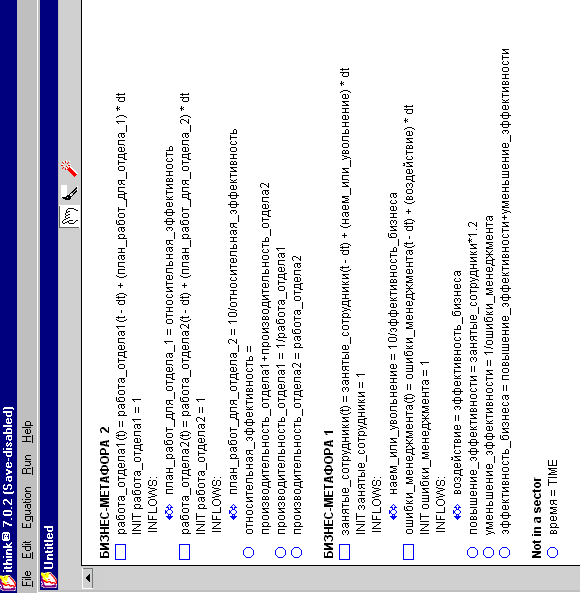 ithink® 7.0.2 (Save-disabled)
File Edit Equation Run Help
Untitled
БИЗНЕС-МЕТАФОРА 2
работа_отдела1(t) = работа_отдела1(t - dt) + (план_работ_для_отдела_1) * dt
INIT работа_отдела1 = 1
INFLOWS:
план_работ_для_отдела_1 = относительная_эффективность
работа_отдела2(t) = работа_отдела2(t - dt) + (план_работ_для_отдела_2) * dt
INIT работа_отдела2 = 1
INFLOWS:
план_работ_для_отдела_2 = 10/относительная_эффективность
относительная_эффективность =
производительность_отдела1+производительность_отдела2
производительность_отдела1 = 1/работа_отдела1
производительность_отдела2 = работа_отдела2
БИЗНЕС-МЕТАФОРА 1
занятые_сотрудники(t) = занятые_сотрудники(t - dt) + (наем_или_увольнение) * dt
INIT занятые_сотрудники = 1
INFLOWS:
наем_или_увольнение = 10/эффективность_бизнеса
ошибки_менеджмента(t) = ошибки_менеджмента(t - dt) + (воздействие) * dt
INIT ошибки_менеджмента = 1
INFLOWS:
воздействие = эффективность_бизнеса
повышение_эффективности = занятые_сотрудники*1.2
уменьшение_эффективности = 1/ошибки_менеджмента
эффективность_бизнеса = повышение_эффективности+уменьшение_эффективности
Not in a sector
время = TIME